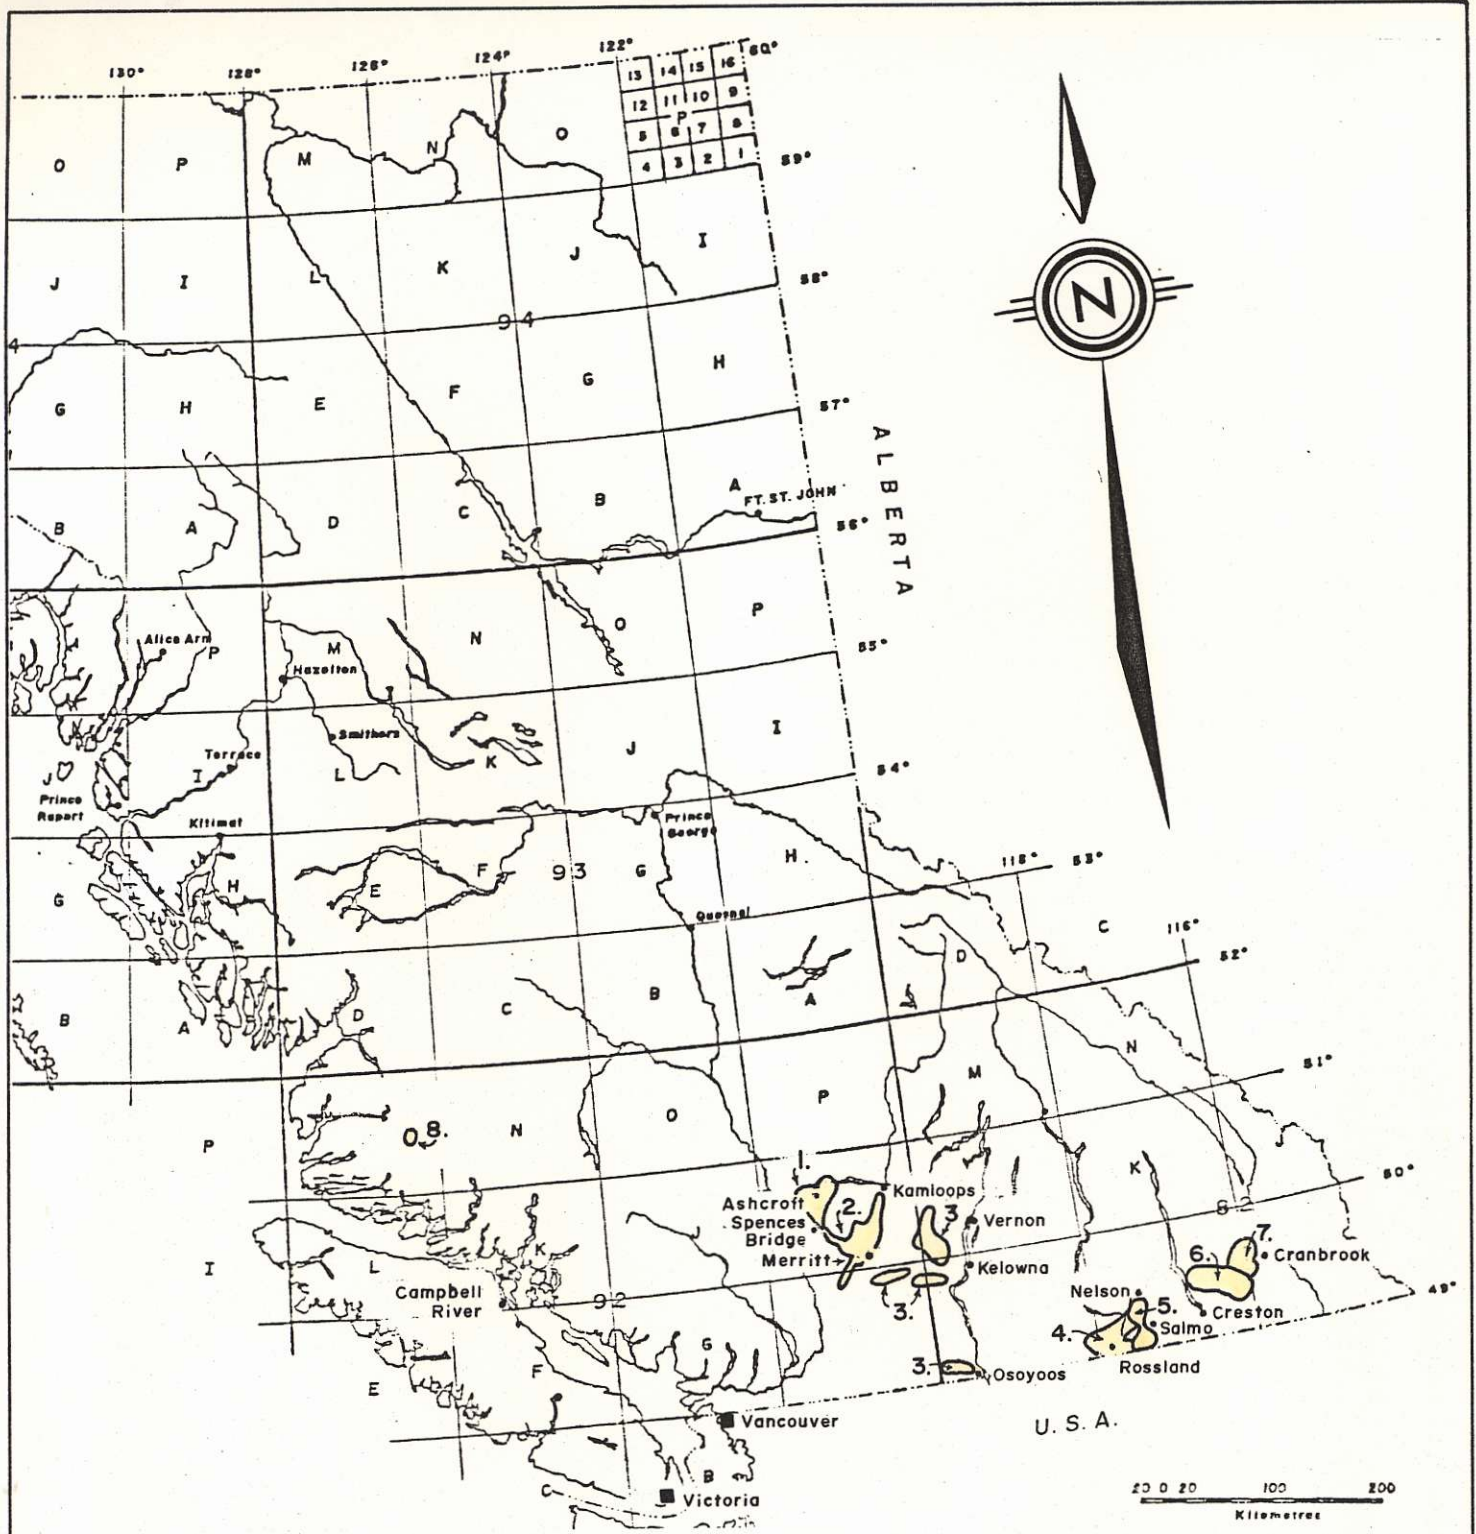 130° 128° 126° 124° 122° 60°
13 14 15 16
12 11 10 9
P
5 6 7 8
4 3 2 1
O P M N O
59°
J I L K J I
58°
94
4
G H E F G H
57°
ALBERTA
B A D C B A
FT. ST. JOHN
56°
Alice Arm P M N O P
Hazelton
55°
Smithers
Terrace
J I L K J I
54°
Prince
Rupert
Kitimat
Prince
George
G H E F 93 G H
118° 53°
Quesnel
C 116°
52°
B A D C B A D
N
51°
P 8. N O P M
J
K
50°
82
1.
Ashcroft
Kamloops
2.
Spences
Bridge
3
Vernon
Merritt
Kelowna
3.
7.
6.
Cranbrook
49°
Nelson
5.
Creston
4.
Salmo
Rossland
3.
Osoyoos
I L K
Campbell
River
92
G
E F
Vancouver
U.S.A.
B
C
Victoria
N
20 0 20 100 200
Kilometres